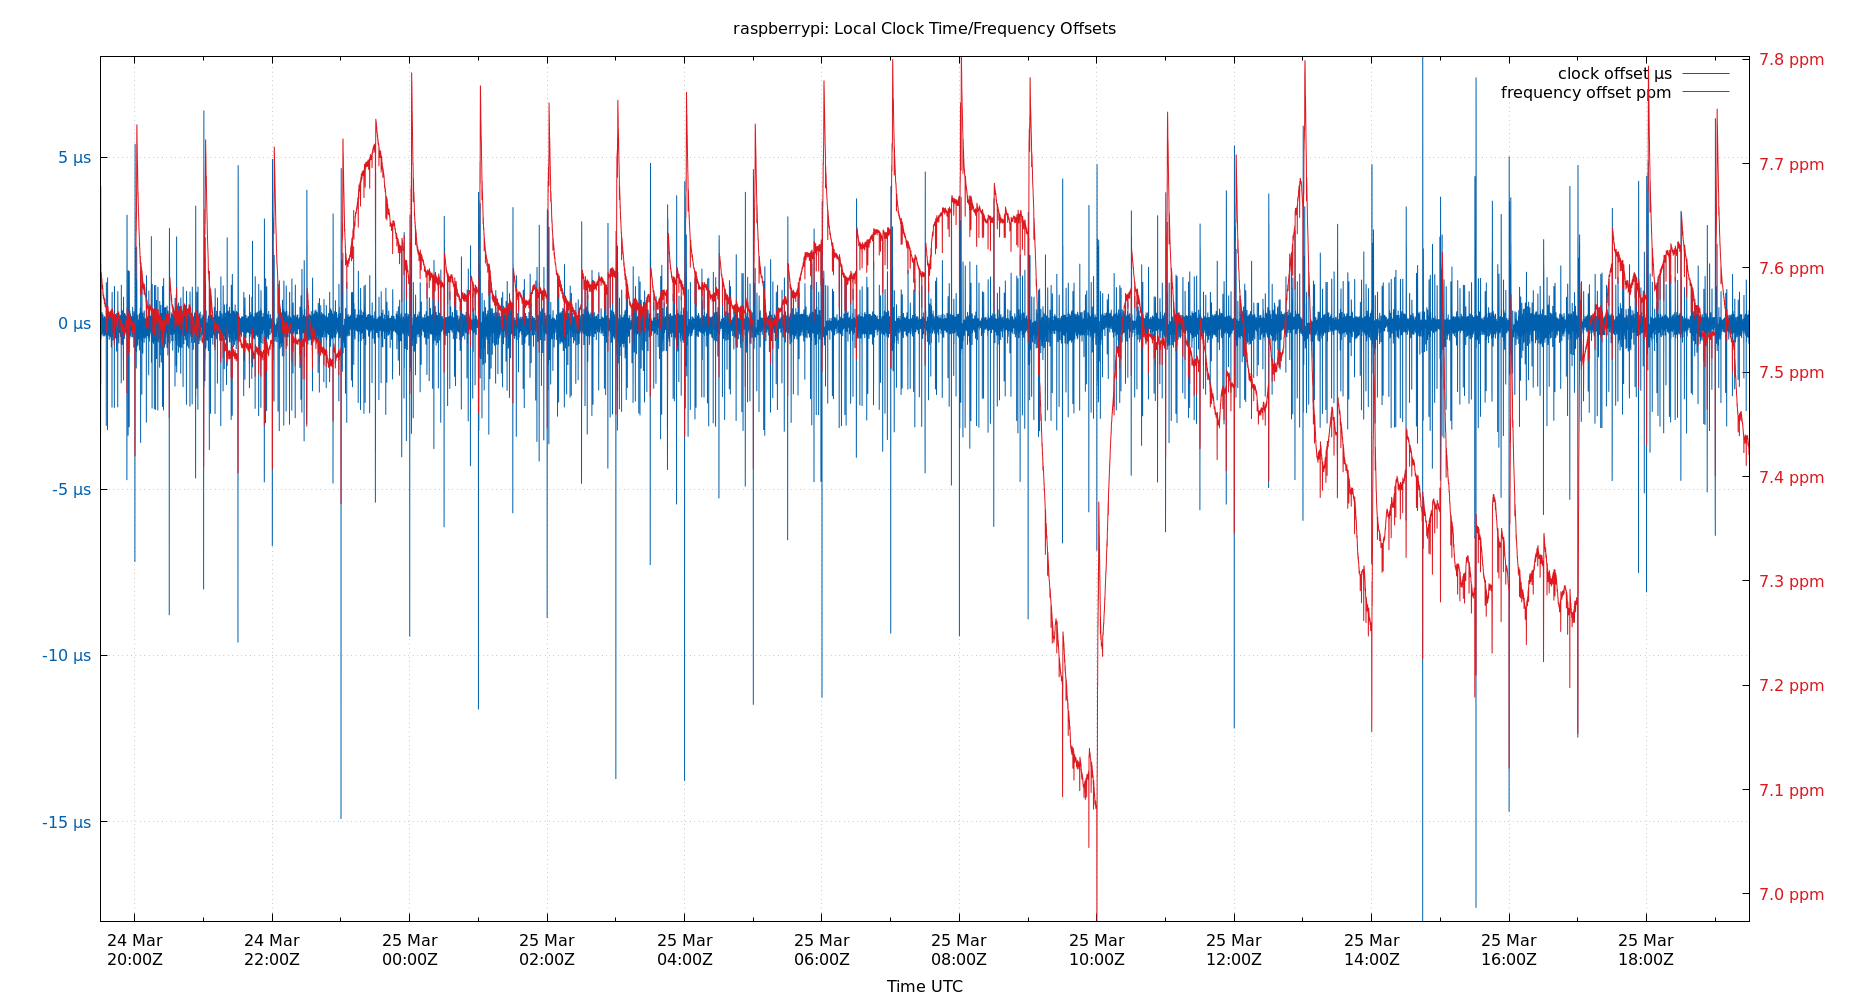 raspberrypi: Local Clock Time/Frequency Offsets
clock offset µs
frequency offset ppm
5 µs
0 µs
-5 µs
-10 µs
-15 µs
7.8 ppm
7.7 ppm
7.6 ppm
7.5 ppm
7.4 ppm
7.3 ppm
7.2 ppm
7.1 ppm
7.0 ppm
24 Mar
20:00Z
24 Mar
22:00Z
25 Mar
00:00Z
25 Mar
02:00Z
25 Mar
04:00Z
25 Mar
06:00Z
25 Mar
08:00Z
25 Mar
10:00Z
25 Mar
12:00Z
25 Mar
14:00Z
25 Mar
16:00Z
25 Mar
18:00Z
Time UTC